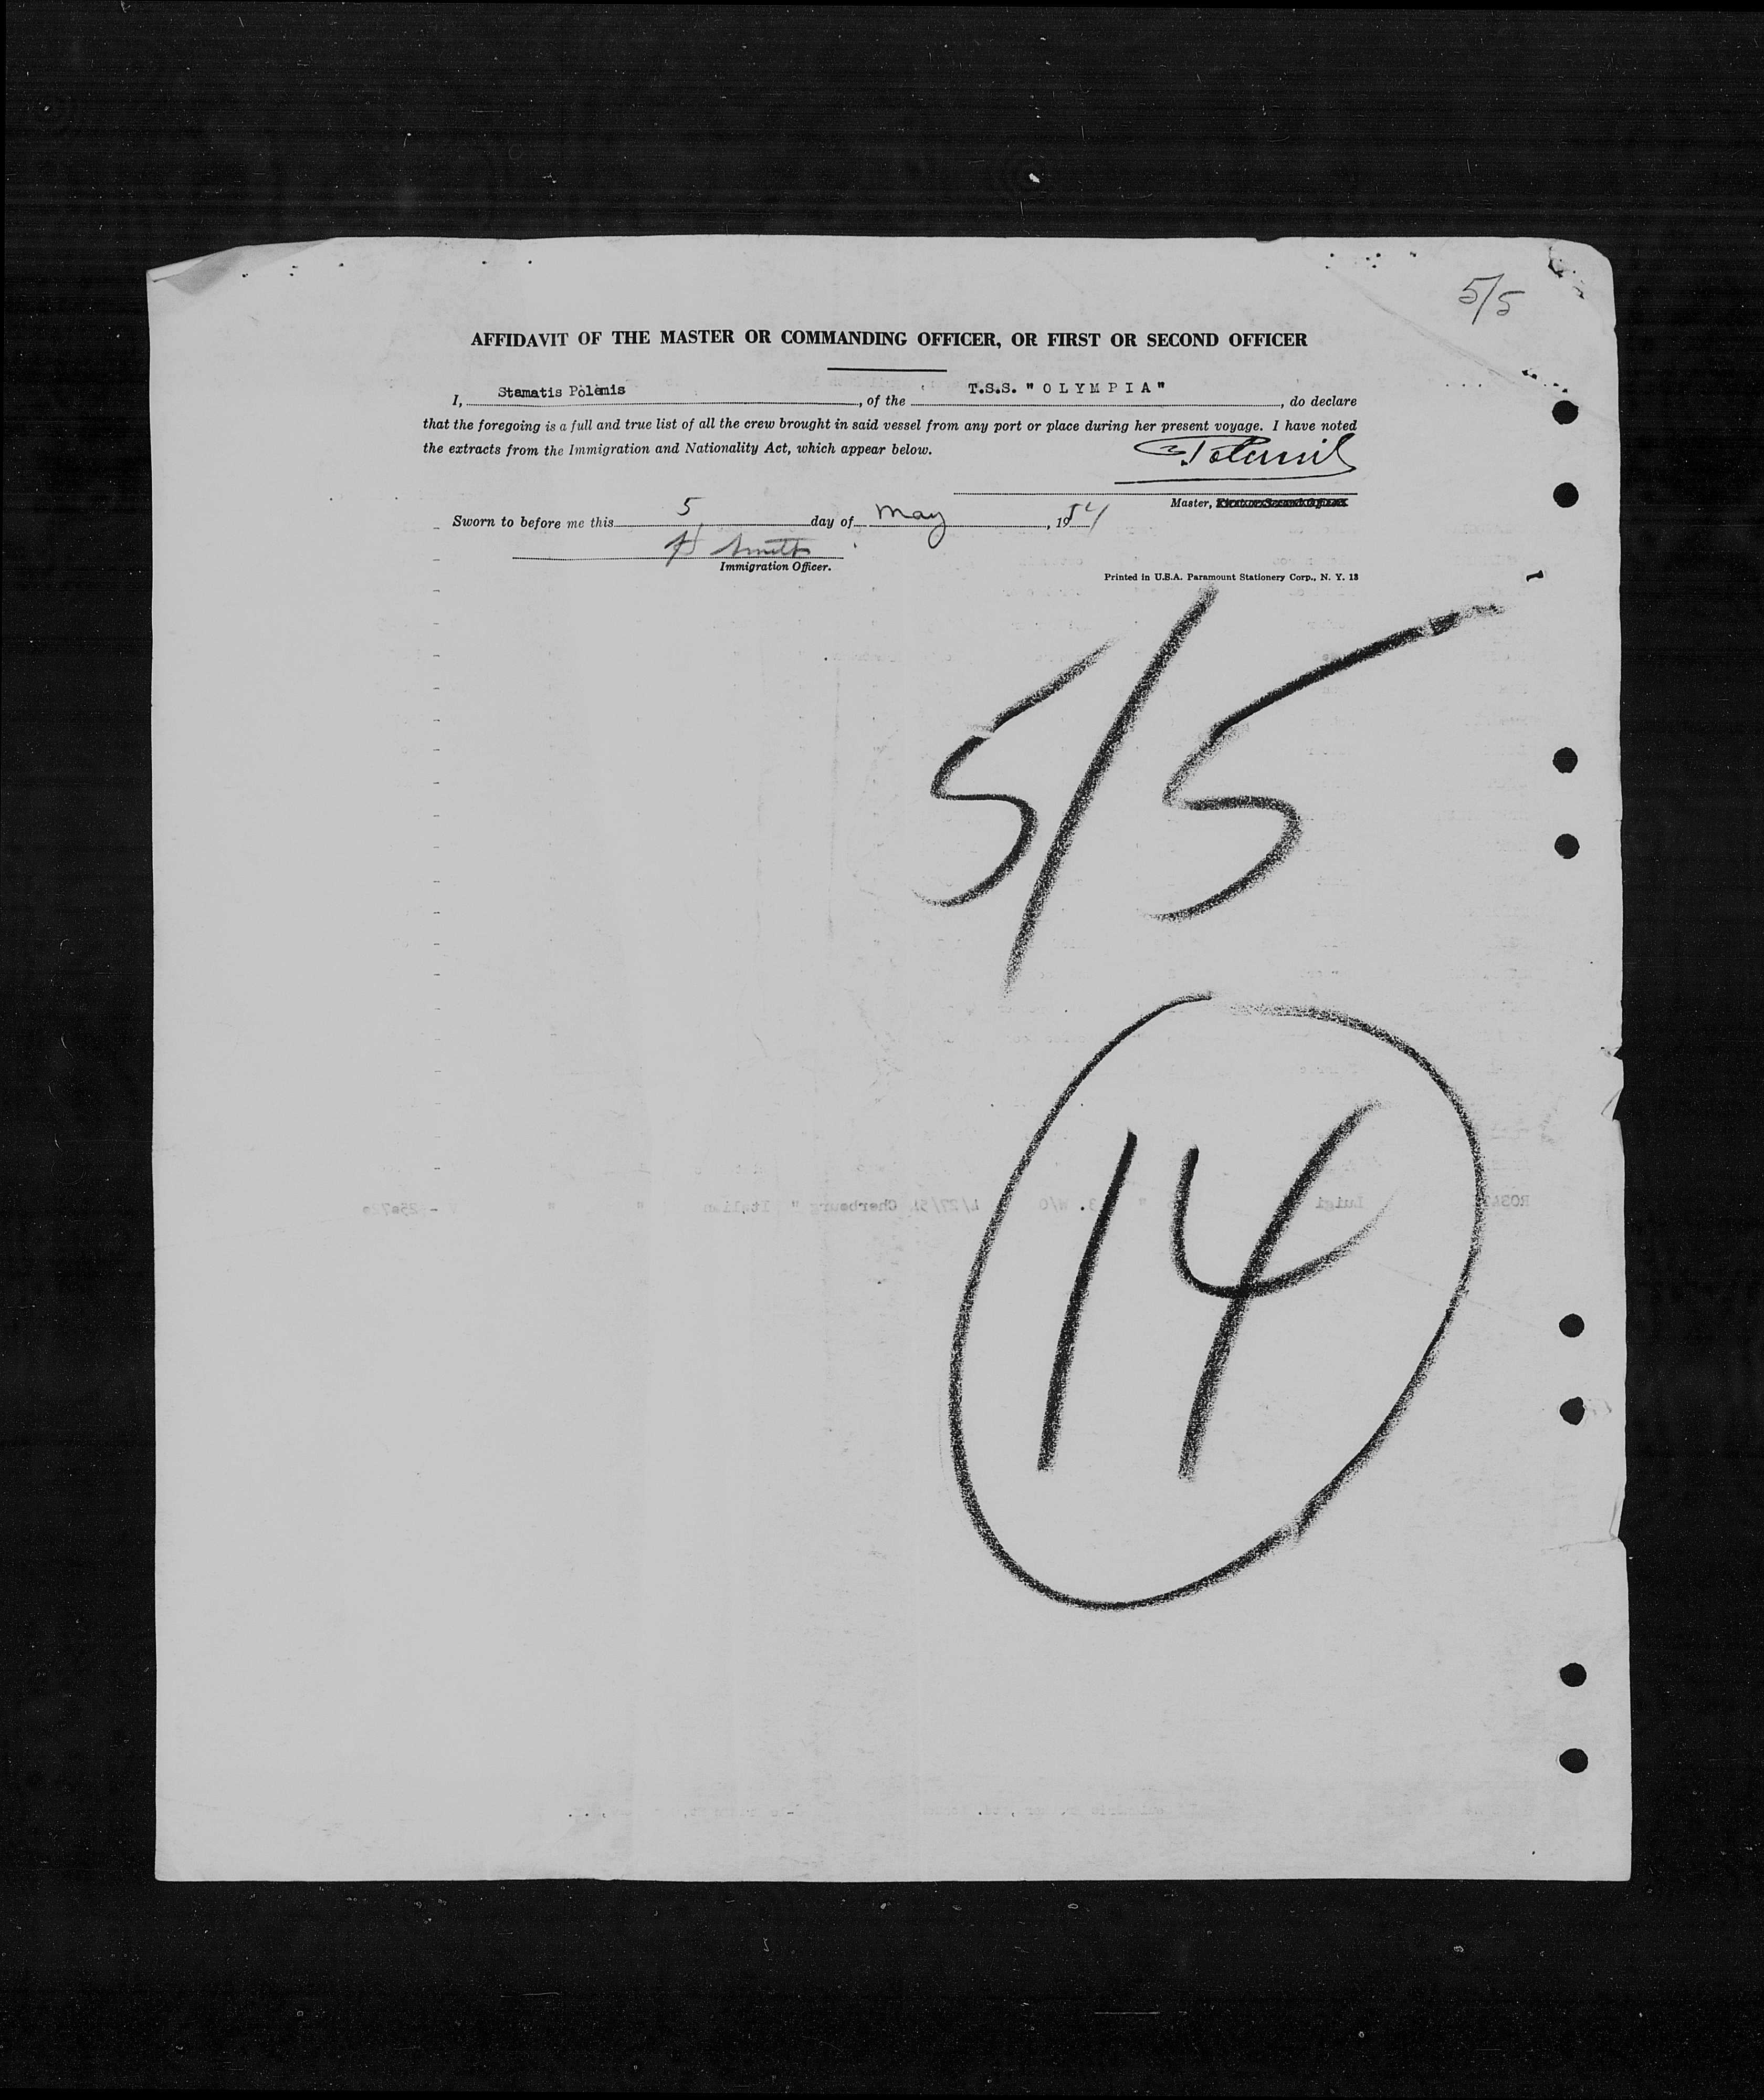 5/5
AFFIDAVIT OF THE MASTER OR COMMANDING OFFICER, OR FIRST OR SECOND OFFICER
I, Stamatis Polemis, of the T.S.S. "OLYMPIA", do declare
that the foregoing is a full and true list of all the crew brought in said vessel from any port or place during her present voyage. I have noted
the extracts from the Immigration and Nationality Act, which appear below.
S. Polemis
Master,
Sworn to before me this 5 day of May, 1954
Smith
Immigration Officer.
Printed in U.S.A. Paramount Stationery Corp., N. Y. 13
5/5
14